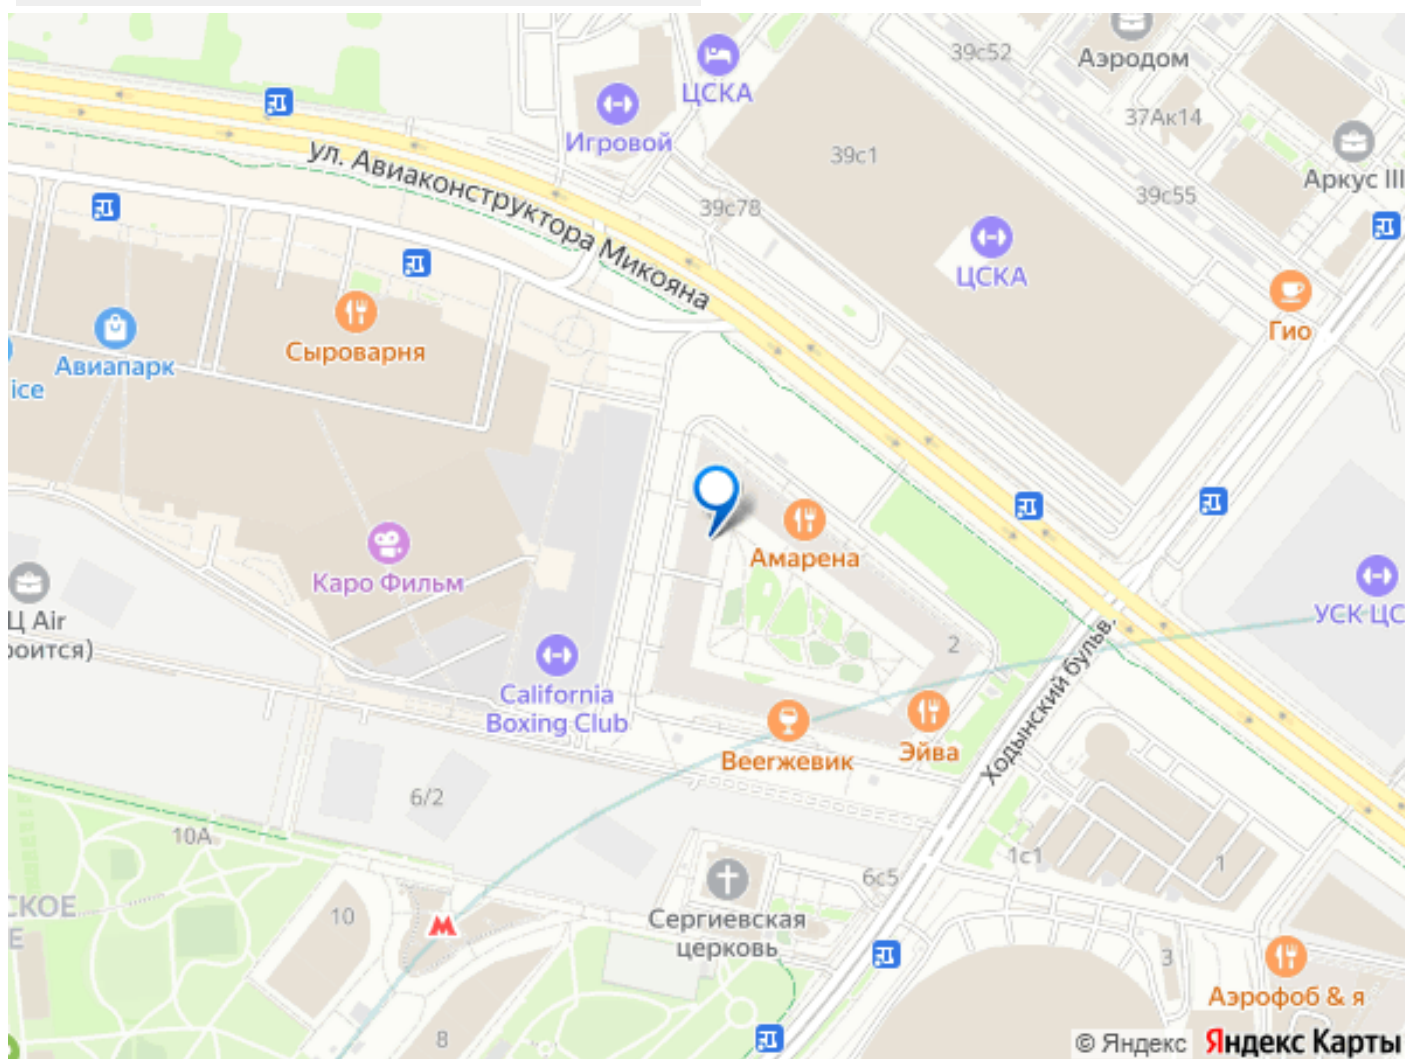 39с52
Аэродом
ЦСКА
37Ак14
Игровой
39с1
Аркус III
ул. Авиаконструктора Микояна
39с78
39с55
ЦСКА
Гио
Сыроварня
Авиапарк
ice
Амарена
Каро Фильм
УСК ЦС
Ц Air
роится)
2
Ходынский бульв.
California
Boxing Club
Веегжевик
Эйва
6/2
10А
1с1
1
6с5
СКОЕ
Е
10
Сергиевская
церковь
3
Аэрофоб & я
8
© Яндекс Яндекс Карты